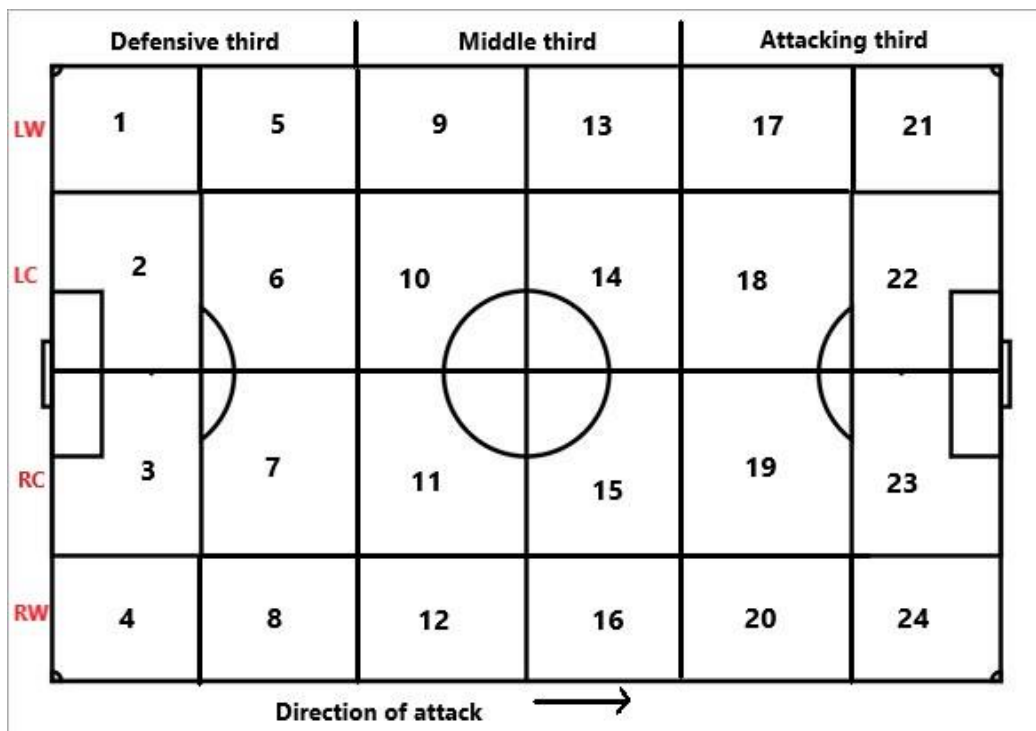 Defensive third Middle third Attacking third
LW 1 5 9 13 17 21
LC 2 6 10 14 18 22
RC 3 7 11 15 19 23
RW 4 8 12 16 20 24
Direction of attack